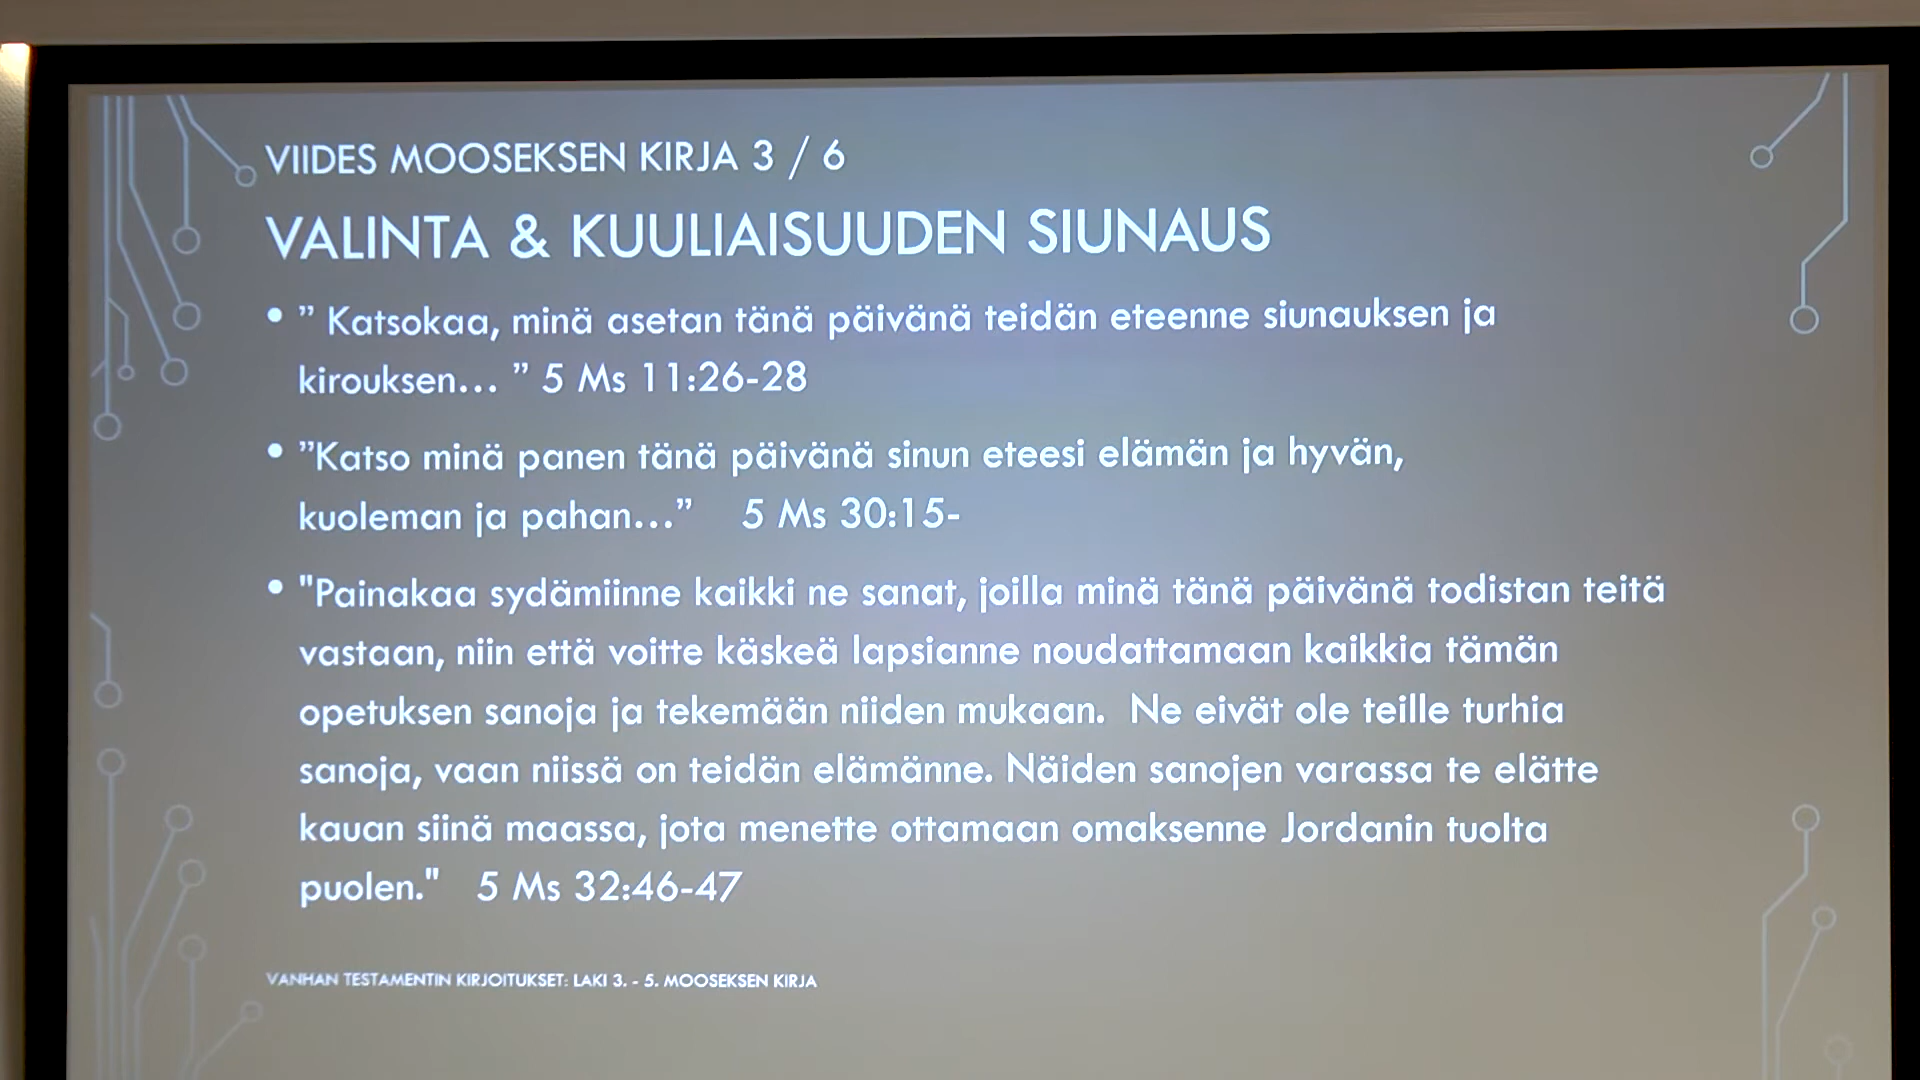 VIIDES MOOSEKSEN KIRJA 3 / 6
VALINTA & KUULIAISUUDEN SIUNAUS
• ” Katsokaa, minä asetan tänä päivänä teidän eteenne siunauksen ja
kirouksen… ” 5 Ms 11:26-28
• ”Katso minä panen tänä päivänä sinun eteesi elämän ja hyvän,
kuoleman ja pahan…” 5 Ms 30:15-
• "Painakaa sydämiinne kaikki ne sanat, joilla minä tänä päivänä todistan teitä
vastaan, niin että voitte käskeä lapsianne noudattamaan kaikkia tämän
opetuksen sanoja ja tekemään niiden mukaan. Ne eivät ole teille turhia
sanoja, vaan niissä on teidän elämänne. Näiden sanojen varassa te elätte
kauan siinä maassa, jota menette ottamaan omaksenne Jordanin tuolta
puolen." 5 Ms 32:46-47
VANHAN TESTAMENTIN KIRJOITUKSET: LAKI 3. - 5. MOOSEKSEN KIRJA